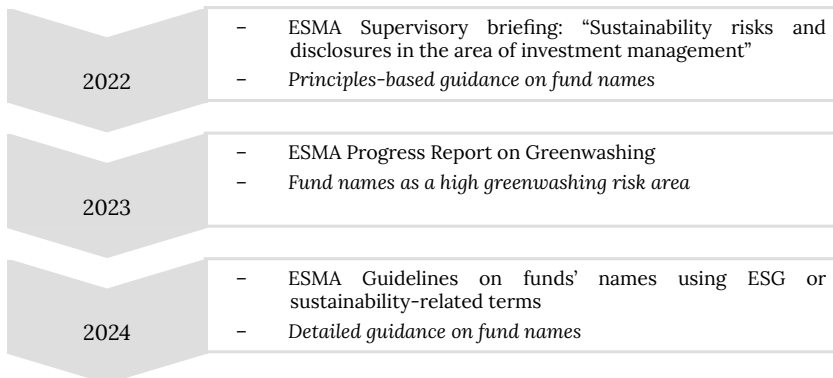 2022
– ESMA Supervisory briefing: “Sustainability risks and
disclosures in the area of investment management”
– Principles-based guidance on fund names
2023
– ESMA Progress Report on Greenwashing
– Fund names as a high greenwashing risk area
2024
– ESMA Guidelines on funds’ names using ESG or
sustainability-related terms
– Detailed guidance on fund names